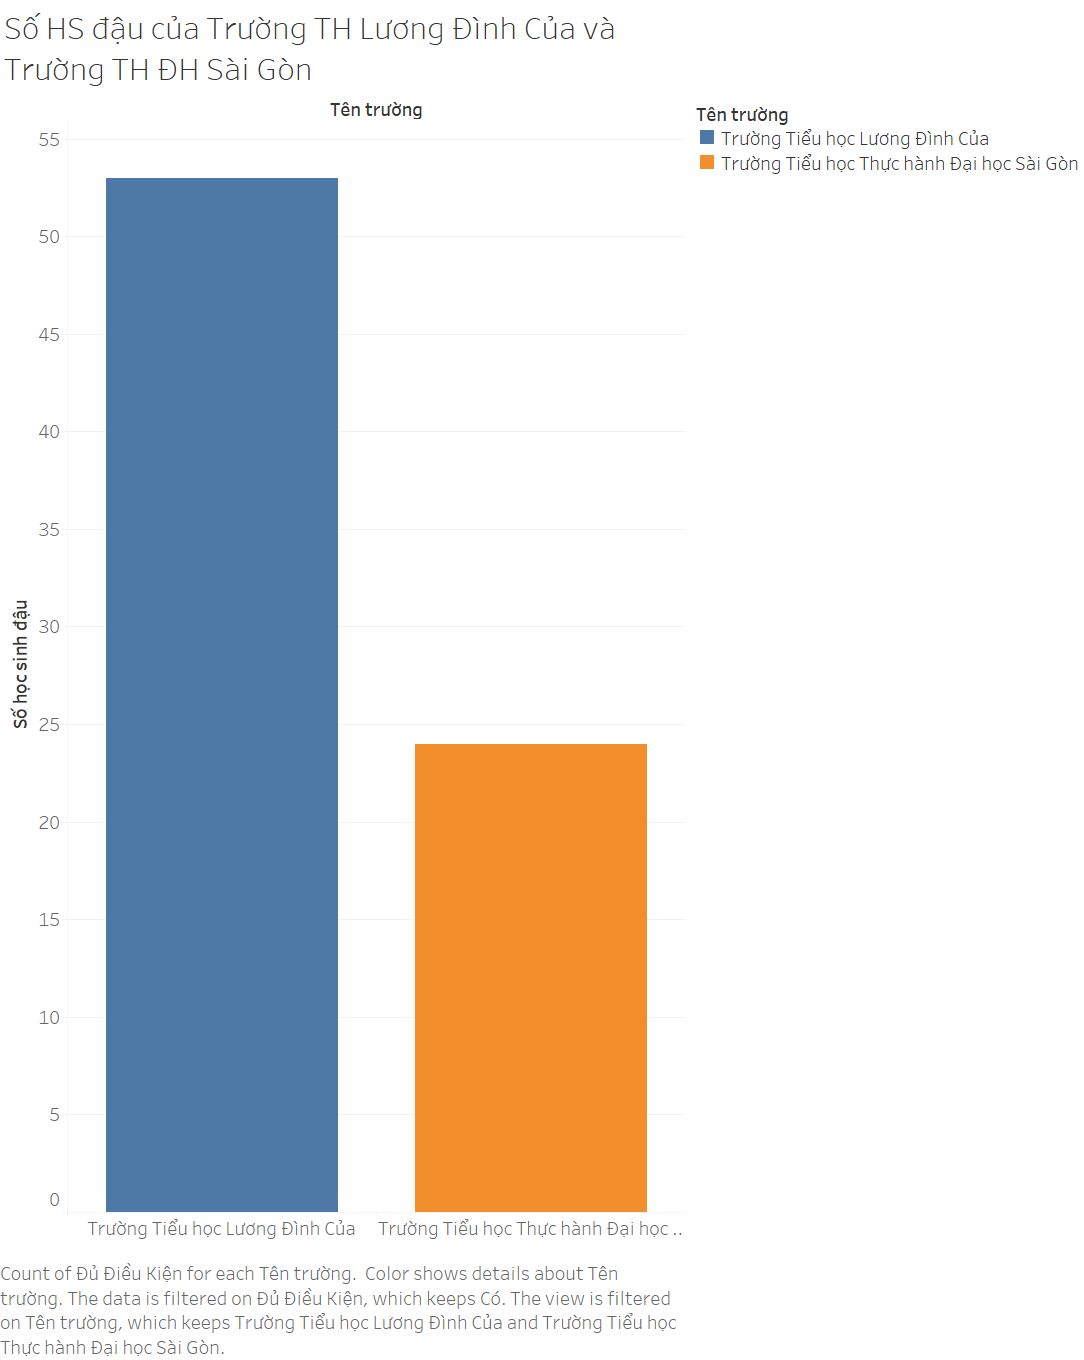 Số HS đậu của Trường TH Lương Đình Của và
Trường TH ĐH Sài Gòn
Tên trường
Tên trường
Trường Tiểu học Lương Đình Của
Trường Tiểu học Thực hành Đại học Sài Gòn
55
50
45
40
35
30
25
20
15
10
5
0
Số học sinh đậu
Trường Tiểu học Lương Đình Của
Trường Tiểu học Thực hành Đại học ..
Count of Đủ Điều Kiện for each Tên trường.  Color shows details about Tên
trường. The data is filtered on Đủ Điều Kiện, which keeps Có. The view is filtered
on Tên trường, which keeps Trường Tiểu học Lương Đình Của and Trường Tiểu học
Thực hành Đại học Sài Gòn.